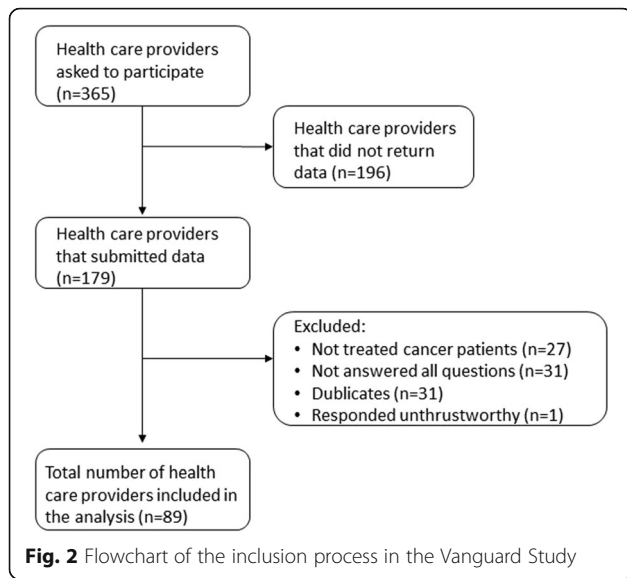 Health care providers
asked to participate
(n=365)
Health care providers
that did not return
data (n=196)
Health care providers
that submitted data
(n=179)
Excluded:
• Not treated cancer patients (n=27)
• Not answered all questions (n=31)
• Dublicates (n=31)
• Responded unthrustworthy (n=1)
Total number of health
care providers included in
the analysis (n=89)
Fig. 2 Flowchart of the inclusion process in the Vanguard Study